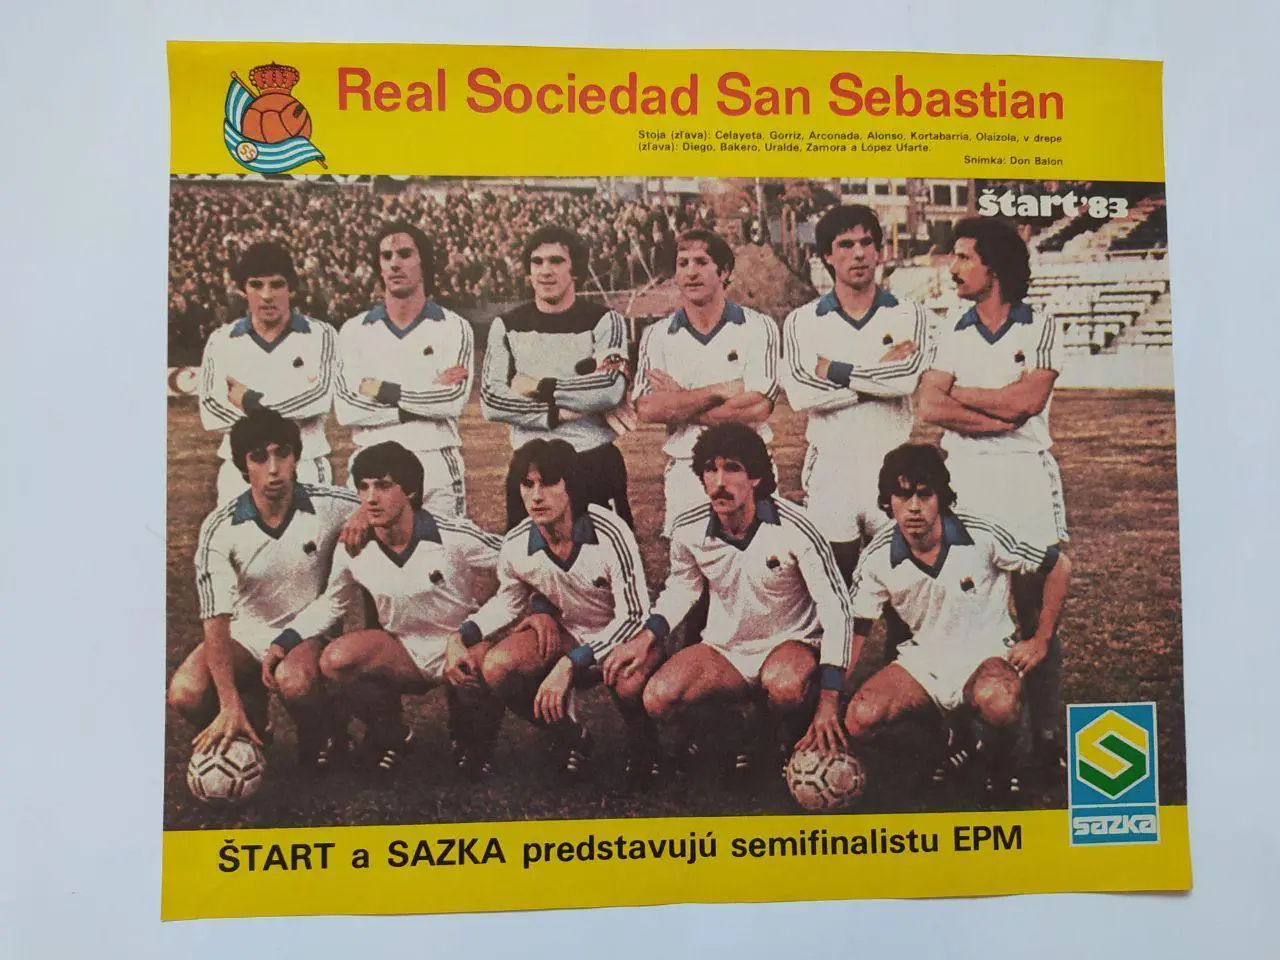 Real Sociedad San Sebastian
Stoja (zľava): Celayeta, Gorriz, Arconada, Alonso, Kortabarria, Olaizola, v drepe
(zľava): Diego, Bakero, Uralde, Zamora a López Ufarte.
Snímka: Don Balon
štart'83
sazka
ŠTART a SAZKA predstavujú semifinalistu EPM